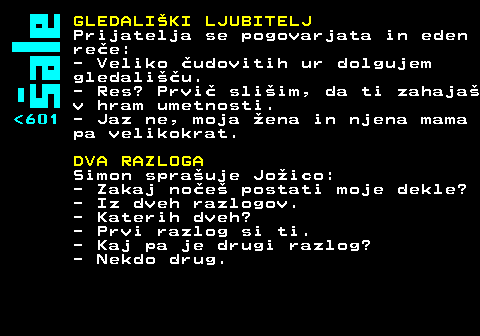 šale
<601
GLEDALIŠKI LJUBITELJ
Prijatelja se pogovarjata in eden
reče:
- Veliko čudovitih ur dolgujem
gledališču.
- Res? Prvič slišim, da ti zahajaš
v hram umetnosti.
- Jaz ne, moja žena in njena mama
pa velikokrat.
DVA RAZLOGA
Simon sprašuje Jožico:
- Zakaj nočeš postati moje dekle?
- Iz dveh razlogov.
- Katerih dveh?
- Prvi razlog si ti.
- Kaj pa je drugi razlog?
- Nekdo drug.